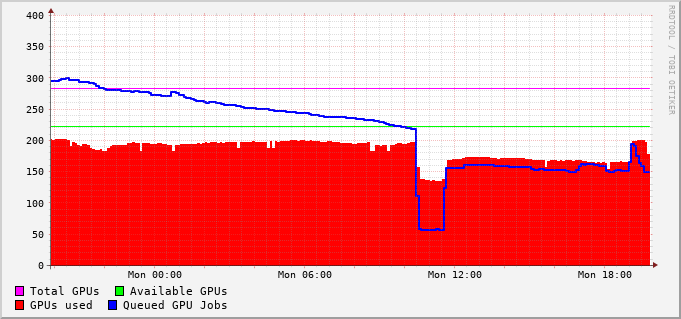 400
350
300
250
200
150
100
50
0
Mon 00:00 Mon 06:00 Mon 12:00 Mon 18:00
Total GPUs Available GPUs
GPUs used Queued GPU Jobs
RRDTOOL / TOBI OETIKER